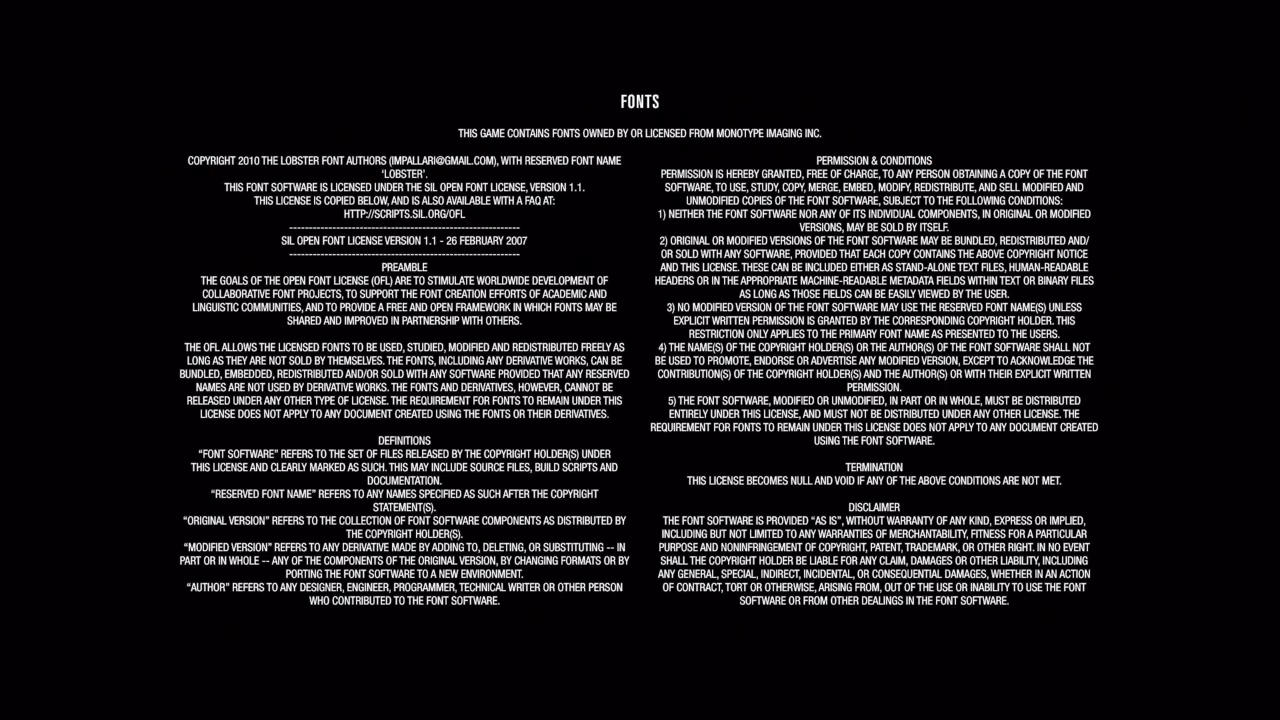 FONTS
THIS GAME CONTAINS FONTS OWNED BY OR LICENSED FROM MONOTYPE IMAGING INC.
COPYRIGHT 2010 THE LOBSTER FONT AUTHORS (IMPALLARI@GMAIL.COM), WITH RESERVED FONT NAME
'LOBSTER'.
THIS FONT SOFTWARE IS LICENSED UNDER THE SIL OPEN FONT LICENSE, VERSION 1.1.
THIS LICENSE IS COPIED BELOW, AND IS ALSO AVAILABLE WITH A FAQ AT:
HTTP://SCRIPTS.SIL.ORG/OFL
-----------------------------------------------------------
SIL OPEN FONT LICENSE VERSION 1.1 - 26 FEBRUARY 2007
-----------------------------------------------------------
PREAMBLE
THE GOALS OF THE OPEN FONT LICENSE (OFL) ARE TO STIMULATE WORLDWIDE DEVELOPMENT OF
COLLABORATIVE FONT PROJECTS, TO SUPPORT THE FONT CREATION EFFORTS OF ACADEMIC AND
LINGUISTIC COMMUNITIES, AND TO PROVIDE A FREE AND OPEN FRAMEWORK IN WHICH FONTS MAY BE
SHARED AND IMPROVED IN PARTNERSHIP WITH OTHERS.
THE OFL ALLOWS THE LICENSED FONTS TO BE USED, STUDIED, MODIFIED AND REDISTRIBUTED FREELY AS
LONG AS THEY ARE NOT SOLD BY THEMSELVES. THE FONTS, INCLUDING ANY DERIVATIVE WORKS, CAN BE
BUNDLED, EMBEDDED, REDISTRIBUTED AND/OR SOLD WITH ANY SOFTWARE PROVIDED THAT ANY RESERVED
NAMES ARE NOT USED BY DERIVATIVE WORKS. THE FONTS AND DERIVATIVES, HOWEVER, CANNOT BE
RELEASED UNDER ANY OTHER TYPE OF LICENSE. THE REQUIREMENT FOR FONTS TO REMAIN UNDER THIS
LICENSE DOES NOT APPLY TO ANY DOCUMENT CREATED USING THE FONTS OR THEIR DERIVATIVES.
DEFINITIONS
"FONT SOFTWARE" REFERS TO THE SET OF FILES RELEASED BY THE COPYRIGHT HOLDER(S) UNDER
THIS LICENSE AND CLEARLY MARKED AS SUCH. THIS MAY INCLUDE SOURCE FILES, BUILD SCRIPTS AND
DOCUMENTATION.
"RESERVED FONT NAME" REFERS TO ANY NAMES SPECIFIED AS SUCH AFTER THE COPYRIGHT
STATEMENT(S).
"ORIGINAL VERSION" REFERS TO THE COLLECTION OF FONT SOFTWARE COMPONENTS AS DISTRIBUTED BY
THE COPYRIGHT HOLDER(S).
"MODIFIED VERSION" REFERS TO ANY DERIVATIVE MADE BY ADDING TO, DELETING, OR SUBSTITUTING -- IN
PART OR IN WHOLE -- ANY OF THE COMPONENTS OF THE ORIGINAL VERSION, BY CHANGING FORMATS OR BY
PORTING THE FONT SOFTWARE TO A NEW ENVIRONMENT.
"AUTHOR" REFERS TO ANY DESIGNER, ENGINEER, PROGRAMMER, TECHNICAL WRITER OR OTHER PERSON
WHO CONTRIBUTED TO THE FONT SOFTWARE.
PERMISSION & CONDITIONS
PERMISSION IS HEREBY GRANTED, FREE OF CHARGE, TO ANY PERSON OBTAINING A COPY OF THE FONT
SOFTWARE, TO USE, STUDY, COPY, MERGE, EMBED, MODIFY, REDISTRIBUTE, AND SELL MODIFIED AND
UNMODIFIED COPIES OF THE FONT SOFTWARE, SUBJECT TO THE FOLLOWING CONDITIONS:
1) NEITHER THE FONT SOFTWARE NOR ANY OF ITS INDIVIDUAL COMPONENTS, IN ORIGINAL OR MODIFIED
VERSIONS, MAY BE SOLD BY ITSELF.
2) ORIGINAL OR MODIFIED VERSIONS OF THE FONT SOFTWARE MAY BE BUNDLED, REDISTRIBUTED AND/
OR SOLD WITH ANY SOFTWARE, PROVIDED THAT EACH COPY CONTAINS THE ABOVE COPYRIGHT NOTICE
AND THIS LICENSE. THESE CAN BE INCLUDED EITHER AS STAND-ALONE TEXT FILES, HUMAN-READABLE
HEADERS OR IN THE APPROPRIATE MACHINE-READABLE METADATA FIELDS WITHIN TEXT OR BINARY FILES
AS LONG AS THOSE FIELDS CAN BE EASILY VIEWED BY THE USER.
3) NO MODIFIED VERSION OF THE FONT SOFTWARE MAY USE THE RESERVED FONT NAME(S) UNLESS
EXPLICIT WRITTEN PERMISSION IS GRANTED BY THE CORRESPONDING COPYRIGHT HOLDER. THIS
RESTRICTION ONLY APPLIES TO THE PRIMARY FONT NAME AS PRESENTED TO THE USERS.
4) THE NAME(S) OF THE COPYRIGHT HOLDER(S) OR THE AUTHOR(S) OF THE FONT SOFTWARE SHALL NOT
BE USED TO PROMOTE, ENDORSE OR ADVERTISE ANY MODIFIED VERSION, EXCEPT TO ACKNOWLEDGE THE
CONTRIBUTION(S) OF THE COPYRIGHT HOLDER(S) AND THE AUTHOR(S) OR WITH THEIR EXPLICIT WRITTEN
PERMISSION.
5) THE FONT SOFTWARE, MODIFIED OR UNMODIFIED, IN PART OR IN WHOLE, MUST BE DISTRIBUTED
ENTIRELY UNDER THIS LICENSE, AND MUST NOT BE DISTRIBUTED UNDER ANY OTHER LICENSE. THE
REQUIREMENT FOR FONTS TO REMAIN UNDER THIS LICENSE DOES NOT APPLY TO ANY DOCUMENT CREATED
USING THE FONT SOFTWARE.
TERMINATION
THIS LICENSE BECOMES NULL AND VOID IF ANY OF THE ABOVE CONDITIONS ARE NOT MET.
DISCLAIMER
THE FONT SOFTWARE IS PROVIDED "AS IS", WITHOUT WARRANTY OF ANY KIND, EXPRESS OR IMPLIED,
INCLUDING BUT NOT LIMITED TO ANY WARRANTIES OF MERCHANTABILITY, FITNESS FOR A PARTICULAR
PURPOSE AND NONINFRINGEMENT OF COPYRIGHT, PATENT, TRADEMARK, OR OTHER RIGHT. IN NO EVENT
SHALL THE COPYRIGHT HOLDER BE LIABLE FOR ANY CLAIM, DAMAGES OR OTHER LIABILITY, INCLUDING
ANY GENERAL, SPECIAL, INDIRECT, INCIDENTAL, OR CONSEQUENTIAL DAMAGES, WHETHER IN AN ACTION
OF CONTRACT, TORT OR OTHERWISE, ARISING FROM, OUT OF THE USE OR INABILITY TO USE THE FONT
SOFTWARE OR FROM OTHER DEALINGS IN THE FONT SOFTWARE.